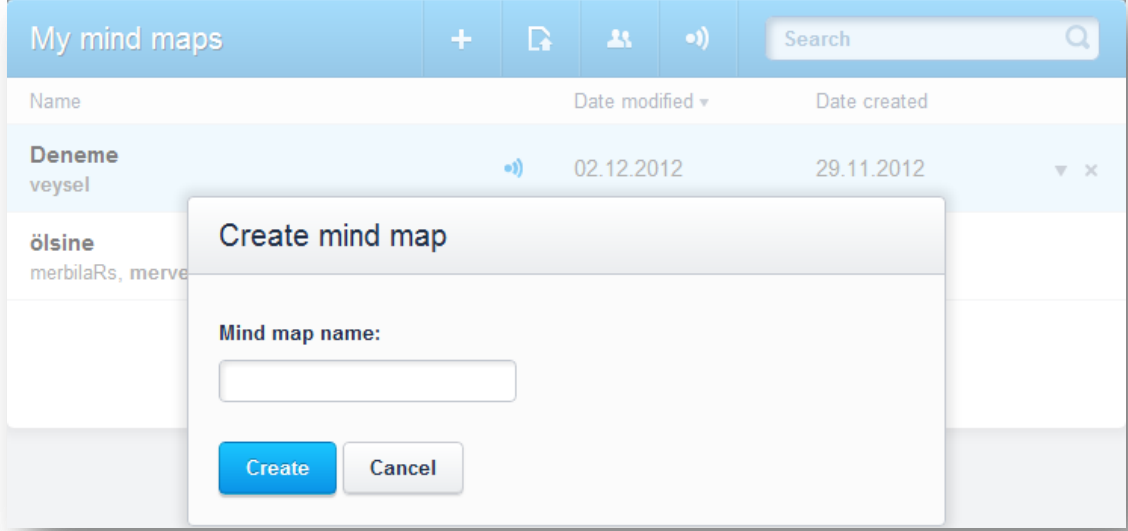 My mind maps
Search
Name Date modified Date created
Deneme
veysel
02.12.2012 29.11.2012
ölsine
merbilaRs, merve
Create mind map
Mind map name:
Create Cancel